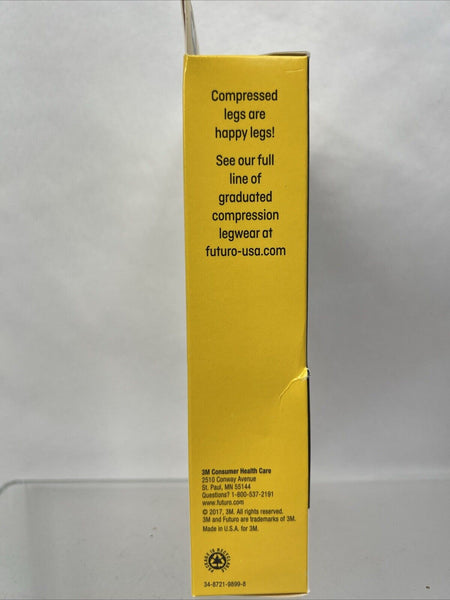 Compressed
legs are
happy legs!
See our full
line of
graduated
compression
legwear at
futuro-usa.com
3M Consumer Health Care
2510 Conway Avenue
St. Paul, MN 55144
Questions? 1-800-537-2191
www.futuro.com
© 2017, 3M. All rights reserved.
3M and Futuro are trademarks of 3M.
Made in U.S.A. for 3M.
34-8721-9899-8